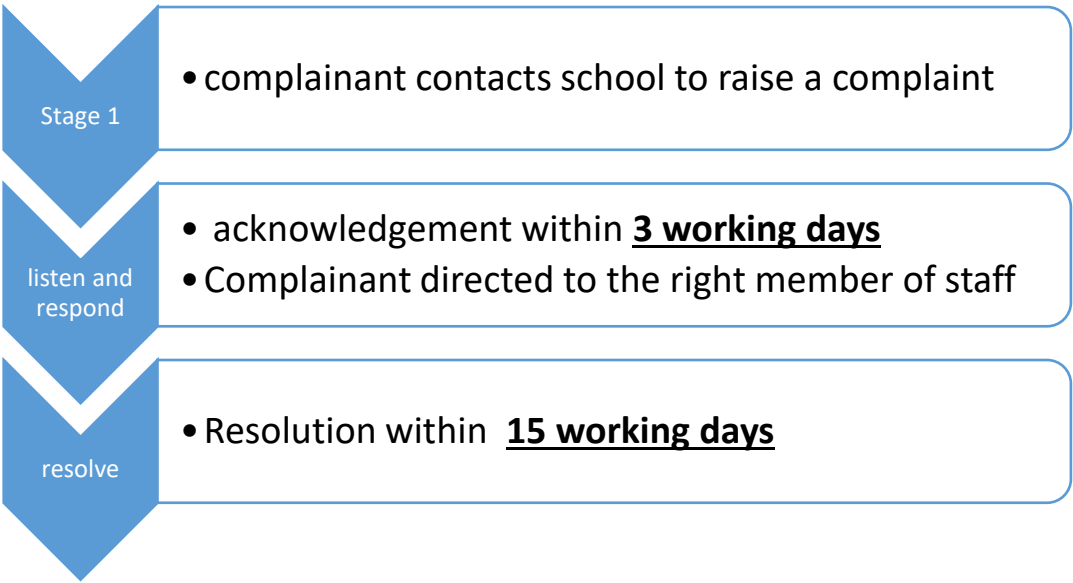 Stage 1
•complainant contacts school to raise a complaint
listen and
respond
• acknowledgement within 3 working days
•Complainant directed to the right member of staff
resolve
•Resolution within 15 working days